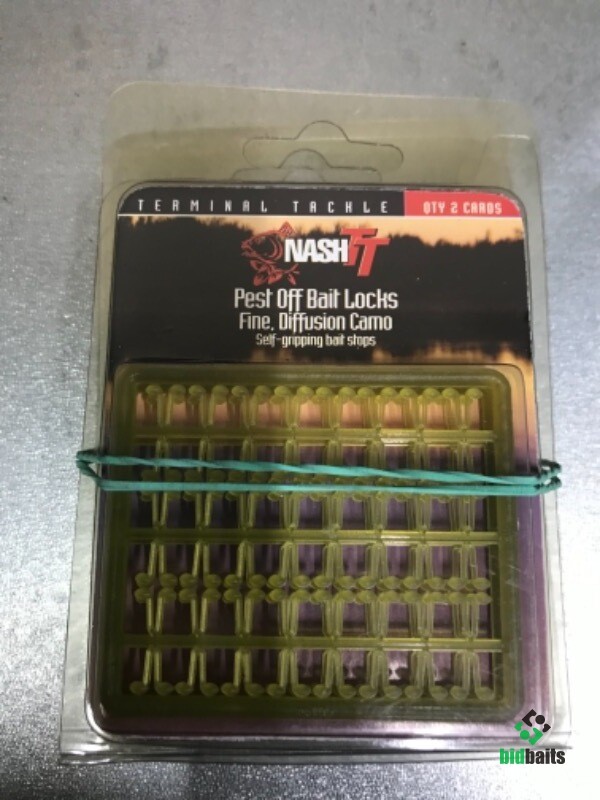 TERMINAL TACKLE
QTY 2 CARDS
NASH TT
Pest Off Bait Locks
Fine, Diffusion Camo
Self-gripping bait stops
bidbaits